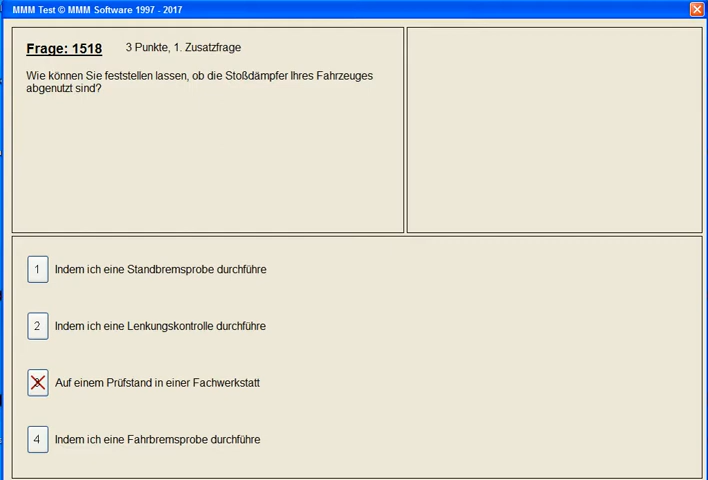 MMM Test © MMM Software 1997 - 2017
Frage: 1518 3 Punkte, 1. Zusatzfrage
Wie können Sie feststellen lassen, ob die Stoßdämpfer Ihres Fahrzeuges
abgenutzt sind?
1 Indem ich eine Standbremsprobe durchführe
2 Indem ich eine Lenkungskontrolle durchführe
3 Auf einem Prüfstand in einer Fachwerkstatt
4 Indem ich eine Fahrbremsprobe durchführe